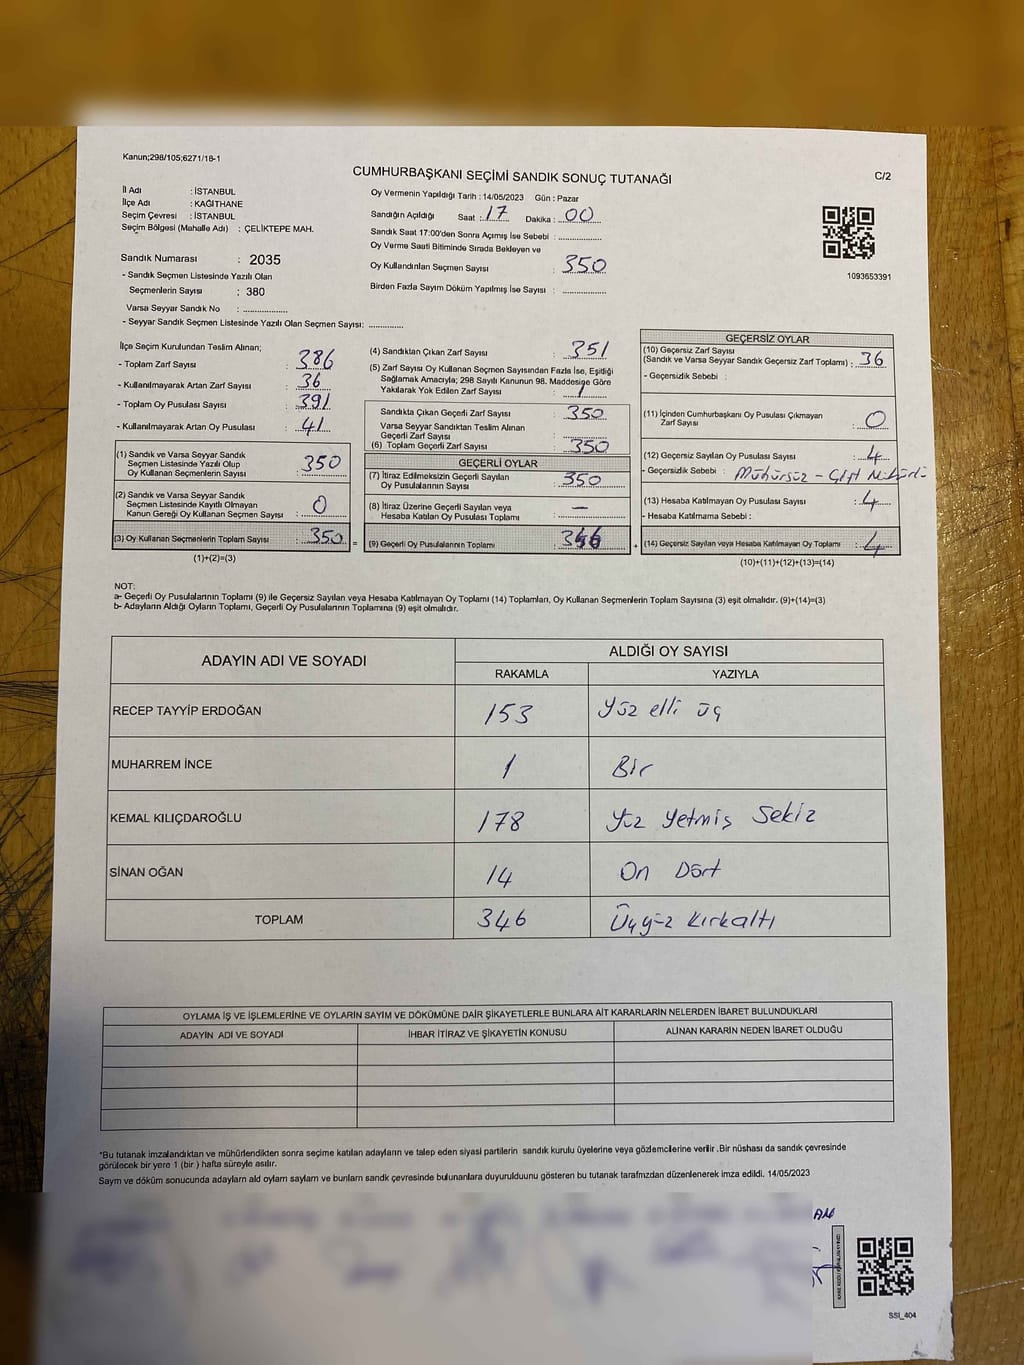 Kanun;298/105;6271/18-1
CUMHURBAŞKANI SEÇİMİ SANDIK SONUÇ TUTANAĞI
C/2
İl Adı : İSTANBUL
İlçe Adı : KAĞITHANE
Seçim Çevresi : İSTANBUL
Seçim Bölgesi (Mahalle Adı) : ÇELİKTEPE MAH.
Sandık Numarası : 2035
- Sandık Seçmen Listesinde Yazılı Olan
Seçmenlerin Sayısı : 380
Varsa Seyyar Sandık No : ...............
- Seyyar Sandık Seçmen Listesinde Yazılı Olan Seçmen Sayısı: ............
Oy Vermenin Yapıldığı Tarih : 14/05/2023 Gün : Pazar
Sandığın Açıldığı Saat : 17 Dakika : 00
Sandık Saat 17:00'den Sonra Açımış İse Sebebi : ...............
Oy Verme Saati Bitiminde Sırada Bekleyen ve
Oy Kullandırılan Seçmen Sayısı : 350
Birden Fazla Sayım Döküm Yapılmış İse Sayısı : ...............
1093653391
İlçe Seçim Kurulundan Teslim Alınan;
- Toplam Zarf Sayısı : 386
- Kullanılmayarak Artan Zarf Sayısı : 36
- Toplam Oy Pusulası Sayısı : 391
- Kullanılmayarak Artan Oy Pusulası : 41
(1) Sandık ve Varsa Seyyar Sandık
Seçmen Listesinde Yazılı Olup
Oy Kullanan Seçmenlerin Sayısı : 350
(2) Sandık ve Varsa Seyyar Sandık
Seçmen Listesinde Kayıtlı Olmayan
Kanun Gereği Oy Kullanan Seçmen Sayısı : 0
(3) Oy Kullanan Seçmenlerin Toplam Sayısı : 350 =
(1)+(2)=(3)
(4) Sandıktan Çıkan Zarf Sayısı : 351
(5) Zarf Sayısı Oy Kullanan Seçmen Sayısından Fazla İse, Eşitliği
Sağlamak Amacıyla; 298 Sayılı Kanunun 98. Maddesine Göre
Yakılarak Yok Edilen Zarf Sayısı : 1
Sandıkta Çıkan Geçerli Zarf Sayısı : 350
Varsa Seyyar Sandıktan Teslim Alınan
Geçerli Zarf Sayısı
(6) Toplam Geçerli Zarf Sayısı : 350
GEÇERLİ OYLAR
(7) İtiraz Edilmeksizin Geçerli Sayılan
Oy Pusulalarının Sayısı : 350
(8) İtiraz Üzerine Geçerli Sayılan veya
Hesaba Katılan Oy Pusulası Toplamı : —
(9) Geçerli Oy Pusulalarının Toplamı : 346 +
GEÇERSİZ OYLAR
(10) Geçersiz Zarf Sayısı
(Sandık ve Varsa Seyyar Sandık Geçersiz Zarf Toplamı) : 36
- Geçersizlik Sebebi :
(11) İçinden Cumhurbaşkanı Oy Pusulası Çıkmayan
Zarf Sayısı : 0
(12) Geçersiz Sayılan Oy Pusulası Sayısı : 4
- Geçersizlik Sebebi : Mühürsüz - Çift Mühürlü
(13) Hesaba Katılmayan Oy Pusulası Sayısı : 4
- Hesaba Katılmama Sebebi :
(14) Geçersiz Sayılan veya Hesaba Katılmayan Oy Toplamı : 4
(10)+(11)+(12)+(13)=(14)
NOT:
a- Geçerli Oy Pusulalarının Toplamı (9) ile Geçersiz Sayılan veya Hesaba Katılmayan Oy Toplamı (14) Toplamları, Oy Kullanan Seçmenlerin Toplam Sayısına (3) eşit olmalıdır. (9)+(14)=(3)
b- Adayların Aldığı Oyların Toplamı, Geçerli Oy Pusulalarının Toplamına (9) eşit olmalıdır.
ADAYIN ADI VE SOYADI
ALDIĞI OY SAYISI
RAKAMLA YAZIYLA
RECEP TAYYİP ERDOĞAN 153 Yüz elli üç
MUHARREM İNCE 1 Bir
KEMAL KILIÇDAROĞLU 178 Yüz Yetmiş Sekiz
SİNAN OĞAN 14 On Dört
TOPLAM 346 Üçyüz kırkaltı
OYLAMA İŞ VE İŞLEMLERİNE VE OYLARIN SAYIM VE DÖKÜMÜNE DAİR ŞİKAYETLERLE BUNLARA AİT KARARLARIN NELERDEN İBARET BULUNDUKLARI
ADAYIN ADI VE SOYADI İHBAR İTİRAZ VE ŞİKAYETİN KONUSU ALINAN KARARIN NEDEN İBARET OLDUĞU
*Bu tutanak imzalandıktan ve mühürlendikten sonra seçime katılan adayların ve talep eden siyasi partilerin sandık kurulu üyelerine veya gözlemcilerine verilir .Bir nüshası da sandık çevresinde
görülecek bir yere 1 (bir ) hafta süreyle asılır.
Sayım ve döküm sonucunda adayların ald oyların sayların ve bunların sandk çevresinde bulunanlara duyurulduunu gösteren bu tutanak tarafımzdan düzenlenerek imza edildi. 14/05/2023
SSI_404